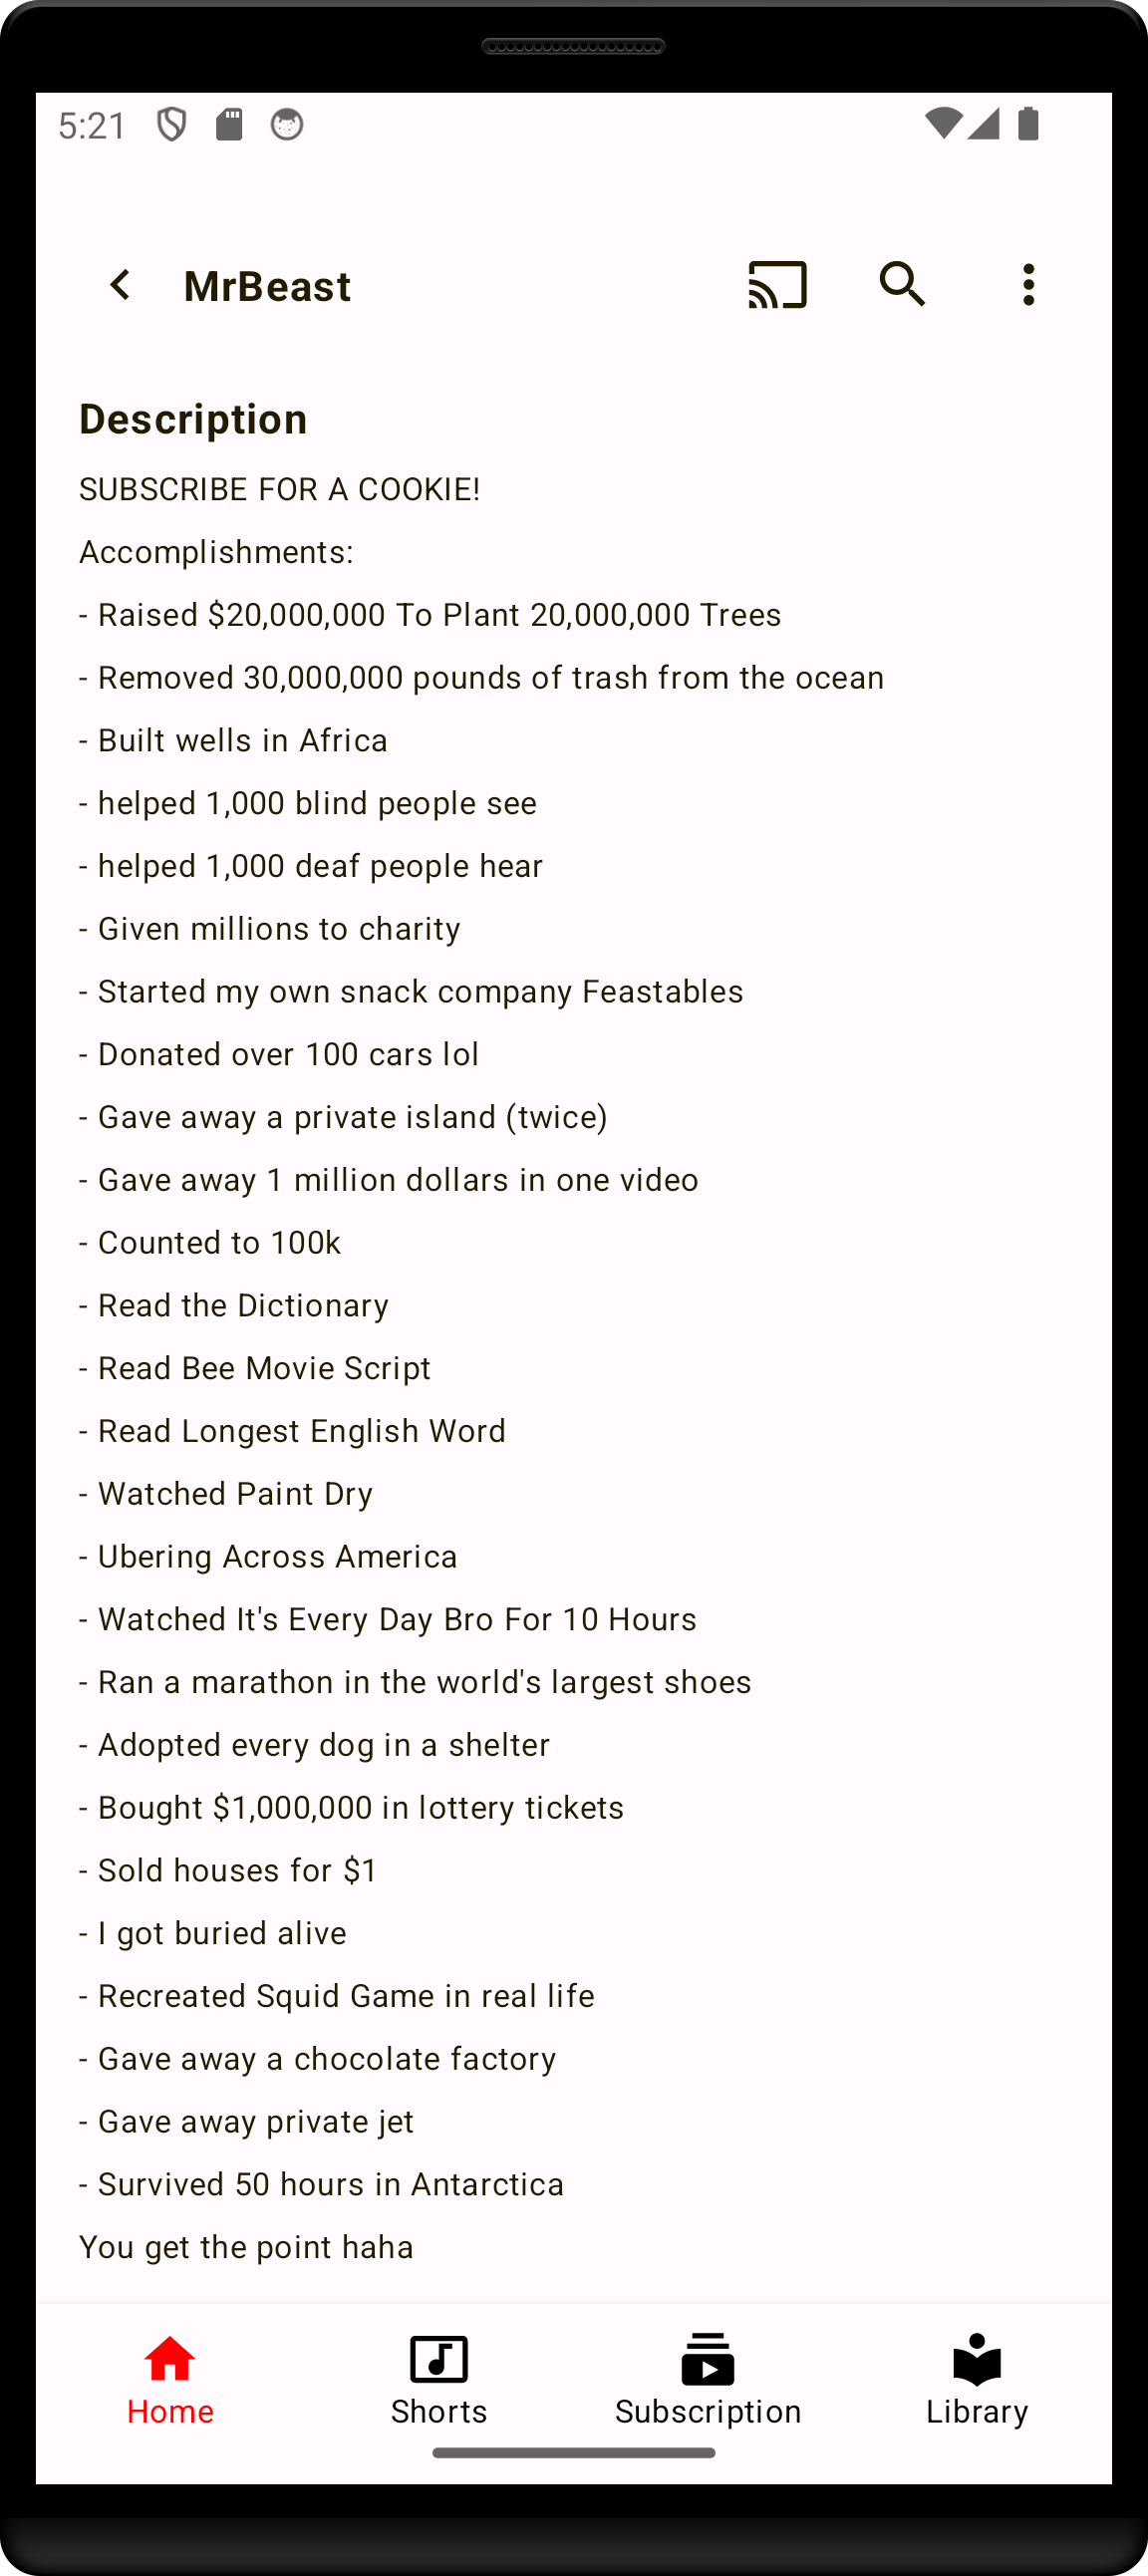 5:21
MrBeast
Description
SUBSCRIBE FOR A COOKIE!
Accomplishments:
- Raised $20,000,000 To Plant 20,000,000 Trees
- Removed 30,000,000 pounds of trash from the ocean
- Built wells in Africa
- helped 1,000 blind people see
- helped 1,000 deaf people hear
- Given millions to charity
- Started my own snack company Feastables
- Donated over 100 cars lol
- Gave away a private island (twice)
- Gave away 1 million dollars in one video
- Counted to 100k
- Read the Dictionary
- Read Bee Movie Script
- Read Longest English Word
- Watched Paint Dry
- Ubering Across America
- Watched It's Every Day Bro For 10 Hours
- Ran a marathon in the world's largest shoes
- Adopted every dog in a shelter
- Bought $1,000,000 in lottery tickets
- Sold houses for $1
- I got buried alive
- Recreated Squid Game in real life
- Gave away a chocolate factory
- Gave away private jet
- Survived 50 hours in Antarctica
You get the point haha
Home Shorts Subscription Library